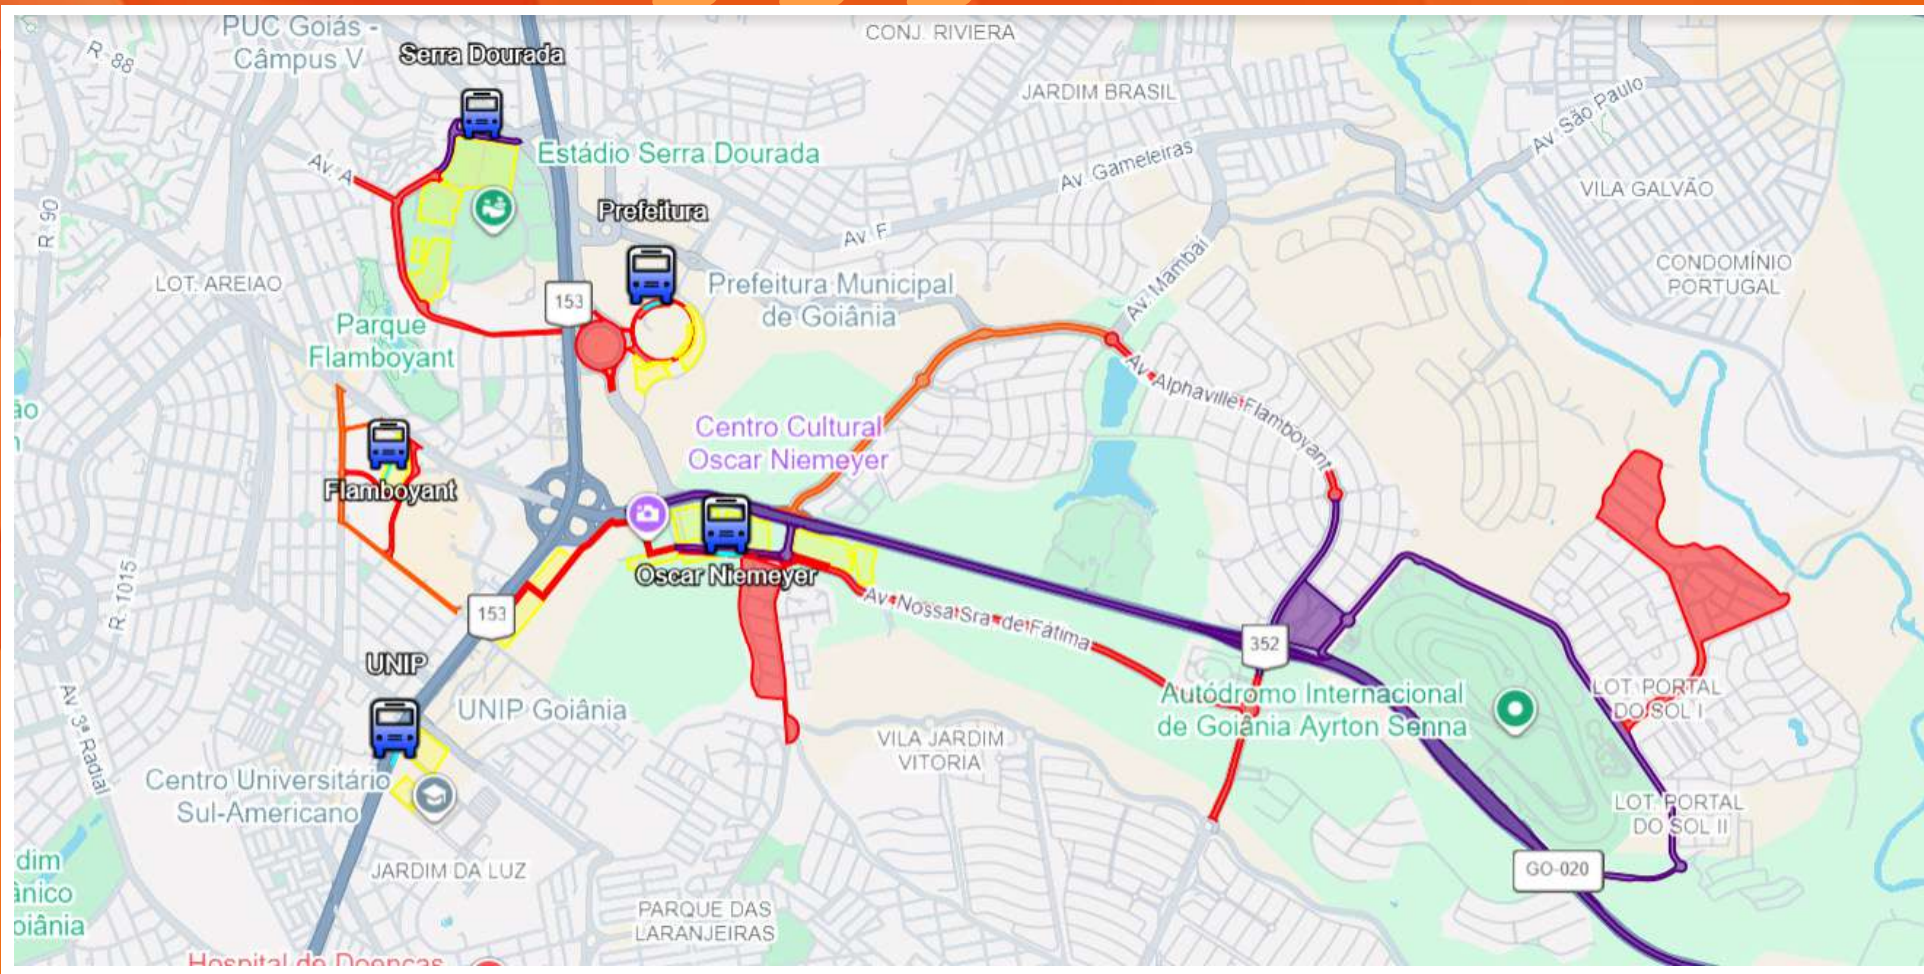 PUC Goiás -
Câmpus V
R. 88
Serra Dourada
CONJ. RIVIERA
JARDIM BRASIL
Av. São Paulo
Av. A
Estádio Serra Dourada
Av. Gameleiras
VILA GALVÃO
R. 90
Prefeitura
Av. F
LOT. AREIAO
153
Prefeitura Municipal
de Goiânia
Av. Mambaí
CONDOMÍNIO
PORTUGAL
Parque
Flamboyant
Av. Alphaville Flamboyant
Centro Cultural
Oscar Niemeyer
Flamboyant
R. 1015
Oscar Niemeyer
153
Av. Nossa Sra. de Fátima
352
UNIP
UNIP Goiânia
Autódromo Internacional
de Goiânia Ayrton Senna
LOT. PORTAL
DO SOL I
Av. 3ª Radial
VILA JARDIM
VITORIA
Centro Universitário
Sul-Americano
LOT. PORTAL
DO SOL II
JARDIM DA LUZ
GO-020
PARQUE DAS
LARANJEIRAS
Hospital de Doenças